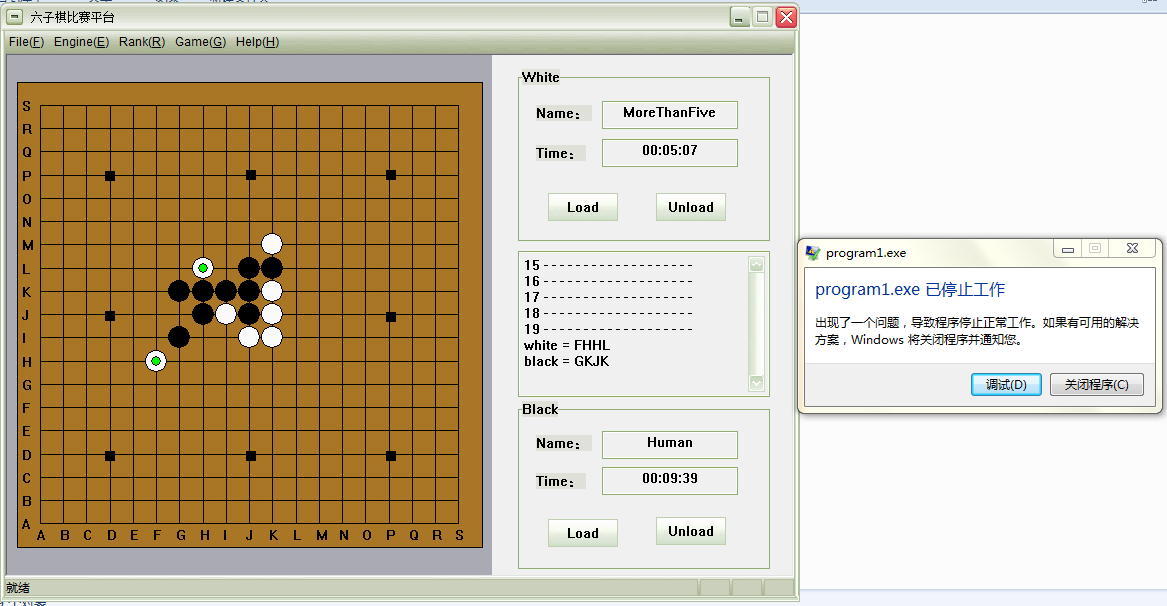 六子棋比赛平台
File(F) Engine(E) Rank(R) Game(G) Help(H)
S
R
Q
P
O
N
M
L
K
J
I
H
G
F
E
D
C
B
A
A B C D E F G H I J K L M N O P Q R S
White
Name： MoreThanFive
Time： 00:05:07
Load Unload
15 - - - - - - - - - - - - - - - - - - -
16 - - - - - - - - - - - - - - - - - - -
17 - - - - - - - - - - - - - - - - - - -
18 - - - - - - - - - - - - - - - - - - -
19 - - - - - - - - - - - - - - - - - - -
white = FHHL
black = GKJK
Black
Name： Human
Time： 00:09:39
Load Unload
就绪
program1.exe
program1.exe 已停止工作
出现了一个问题，导致程序停止正常工作。如果有可用的解决
方案，Windows 将关闭程序并通知您。
调试(D) 关闭程序(C)